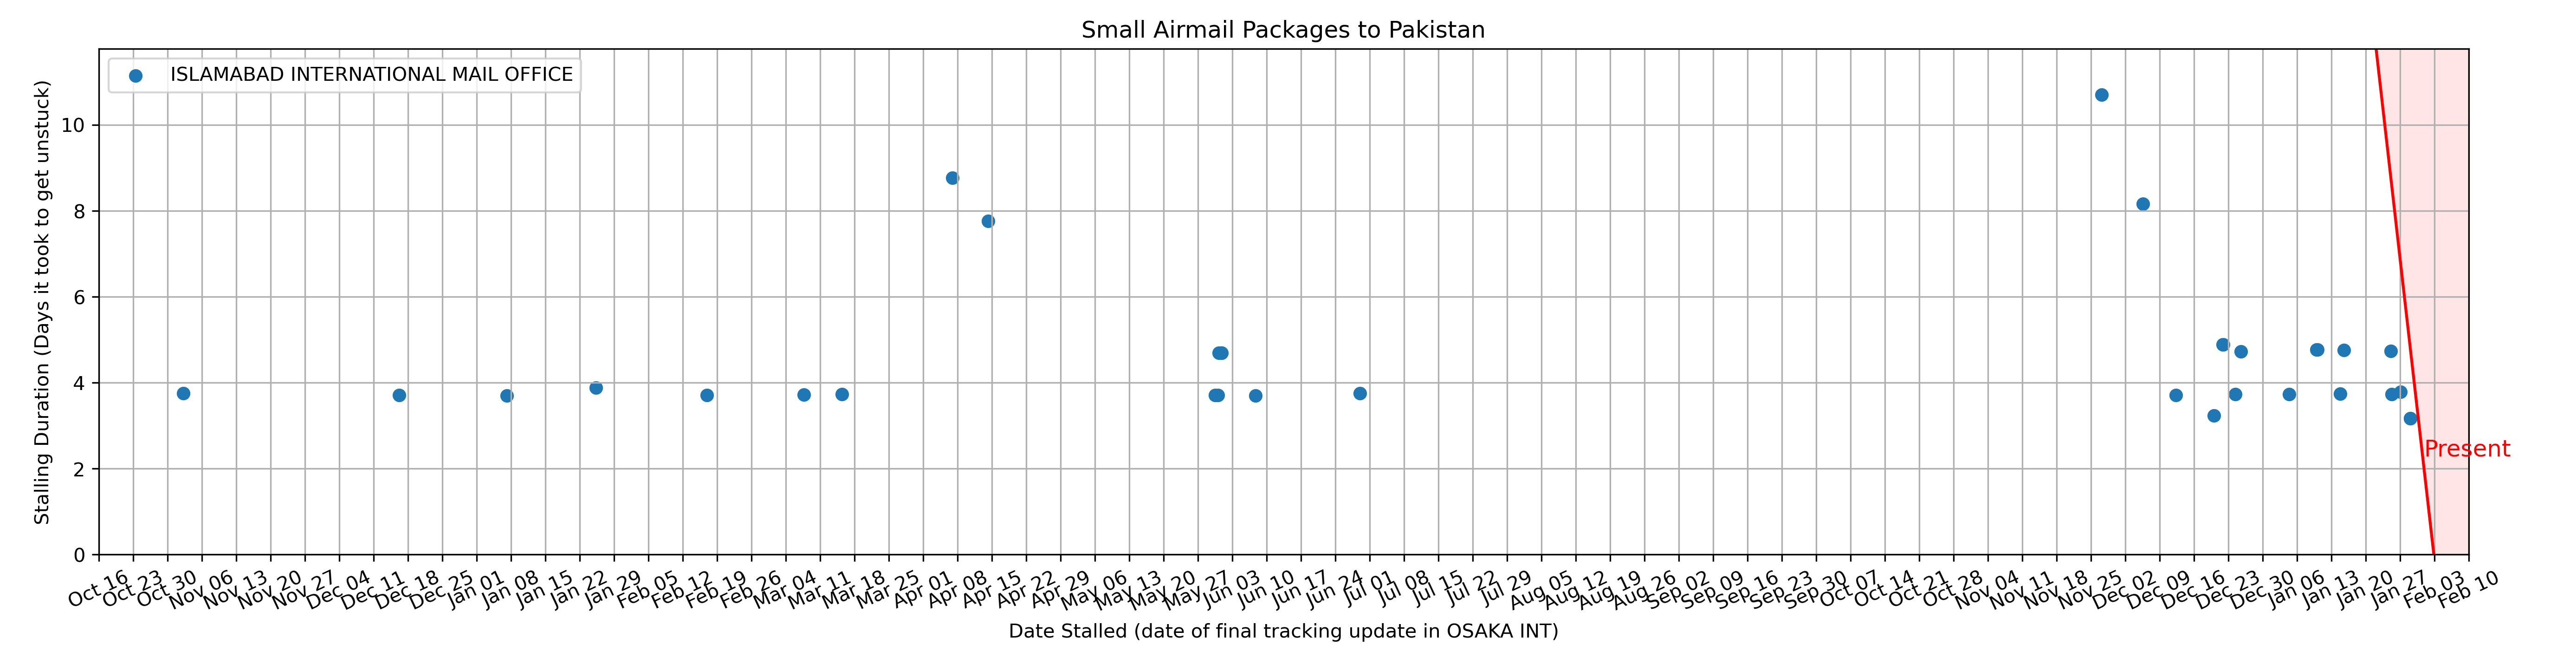 Small Airmail Packages to Pakistan
ISLAMABAD INTERNATIONAL MAIL OFFICE
Stalling Duration (Days it took to get unstuck)
10
8
6
4
2
0
Present
Oct 16
Oct 23
Oct 30
Nov 06
Nov 13
Nov 20
Nov 27
Dec 04
Dec 11
Dec 18
Dec 25
Jan 01
Jan 08
Jan 15
Jan 22
Jan 29
Feb 05
Feb 12
Feb 19
Feb 26
Mar 04
Mar 11
Mar 18
Mar 25
Apr 01
Apr 08
Apr 15
Apr 22
Apr 29
May 06
May 13
May 20
May 27
Jun 03
Jun 10
Jun 17
Jun 24
Jul 01
Jul 08
Jul 15
Jul 22
Jul 29
Aug 05
Aug 12
Aug 19
Aug 26
Sep 02
Sep 09
Sep 16
Sep 23
Sep 30
Oct 07
Oct 14
Oct 21
Oct 28
Nov 04
Nov 11
Nov 18
Nov 25
Dec 02
Dec 09
Dec 16
Dec 23
Dec 30
Jan 06
Jan 13
Jan 20
Jan 27
Feb 03
Feb 10
Date Stalled (date of final tracking update in OSAKA INT)